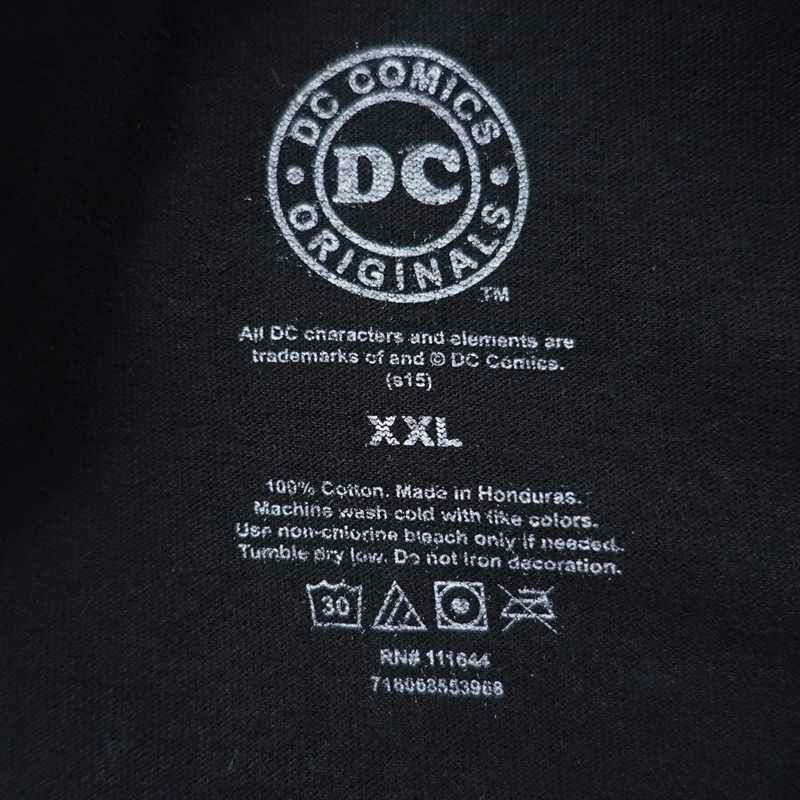 DC COMICS
DC
ORIGINALS
TM
All DC characters and elements are
trademarks of and © DC Comics.
(s15)
XXL
100% Cotton. Made in Honduras.
Machine wash cold with like colors.
Use non-chlorine bleach only if needed.
Tumble dry low. Do not iron decoration.
30
RN# 111644
716068553968